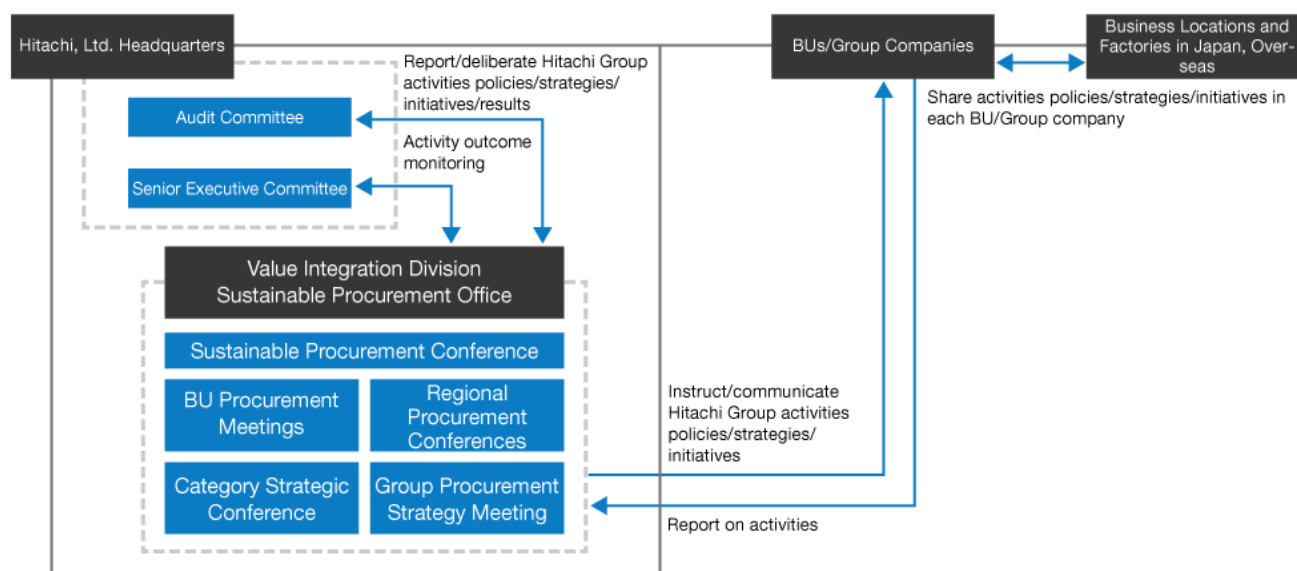 Hitachi, Ltd. Headquarters
BUs/Group Companies
Business Locations and
Factories in Japan, Over-
seas
Report/deliberate Hitachi Group
activities policies/strategies/
initiatives/results
Share activities policies/strategies/initiatives in
each BU/Group company
Audit Committee
Activity outcome
monitoring
Senior Executive Committee
Value Integration Division
Sustainable Procurement Office
Sustainable Procurement Conference
BU Procurement
Meetings
Regional
Procurement
Conferences
Category Strategic
Conference
Group Procurement
Strategy Meeting
Instruct/communicate
Hitachi Group activities
policies/strategies/
initiatives
Report on activities